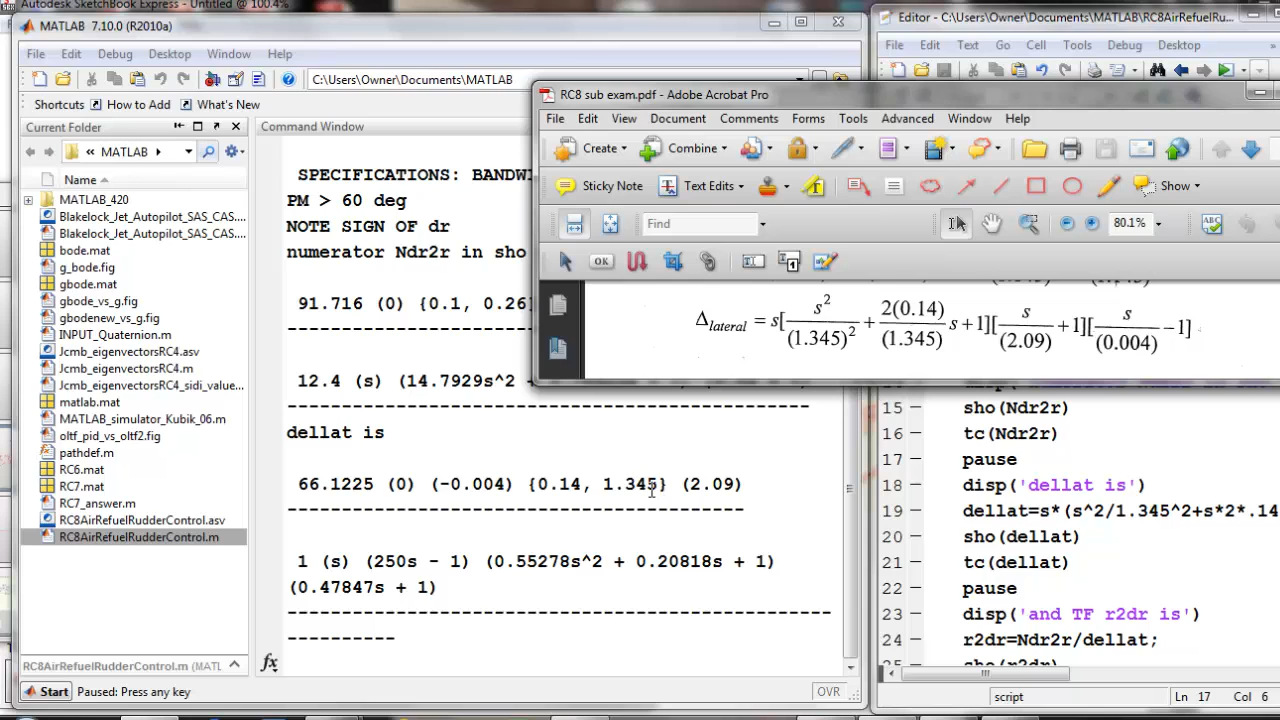 Autodesk SketchBook Express - Untitled @ 100.4%
MATLAB 7.10.0 (R2010a)
File Edit Debug Desktop Window Help
C:\Users\Owner\Documents\MATLAB
Shortcuts How to Add What's New
Current Folder
« MATLAB
Name
MATLAB_420
Blakelock_Jet_Autopilot_SAS_CAS....
Blakelock_Jet_Autopilot_SAS_CAS....
bode.mat
g_bode.fig
gbode.mat
gbode_vs_g.fig
gbodenew_vs_g.fig
INPUT_Quaternion.m
Jcmb_eigenvectorsRC4.asv
Jcmb_eigenvectorsRC4.m
Jcmb_eigenvectorsRC4_sidi_value...
matlab.mat
MATLAB_simulator_Kubik_06.m
oltf_pid_vs_oltf2.fig
pathdef.m
RC6.mat
RC7.mat
RC7_answer.m
RC8AirRefuelRudderControl.asv
RC8AirRefuelRudderControl.m
RC8AirRefuelRudderControl.m (MATL
Start Paused: Press any key
OVR
Command Window
SPECIFICATIONS: BANDWI
PM > 60 deg
NOTE SIGN OF dr
numerator Ndr2r in sho
91.716 (0) {0.1, 0.26}
------------------------
12.4 (s) (14.7929s^2 +
-----------------------------------------------
dellat is
66.1225 (0) (-0.004) {0.14, 1.345} (2.09)
-----------------------------------------
1 (s) (250s - 1) (0.55278s^2 + 0.20818s + 1)
(0.47847s + 1)
-------------------------------------------------
----------
fx
RC8 sub exam.pdf - Adobe Acrobat Pro
File Edit View Document Comments Forms Tools Advanced Window Help
Create Combine
Sticky Note Text Edits Show
Find 80.1%
OK
Δlateral = s[s²/(1.345)² + 2(0.14)/(1.345) s + 1][s/(2.09) + 1][s/(0.004) − 1]
Editor - C:\Users\Owner\Documents\MATLAB\RC8AirRefuelRu...
File Edit Text Go Cell Tools Debug Desktop
15 sho(Ndr2r)
16 tc(Ndr2r)
17 pause
18 disp('dellat is')
19 dellat=s*(s^2/1.345^2+s*2*.14
20 sho(dellat)
21 tc(dellat)
22 pause
23 disp('and TF r2dr is')
24 r2dr=Ndr2r/dellat;
25 sho(r2dr)
script Ln 17 Col 6